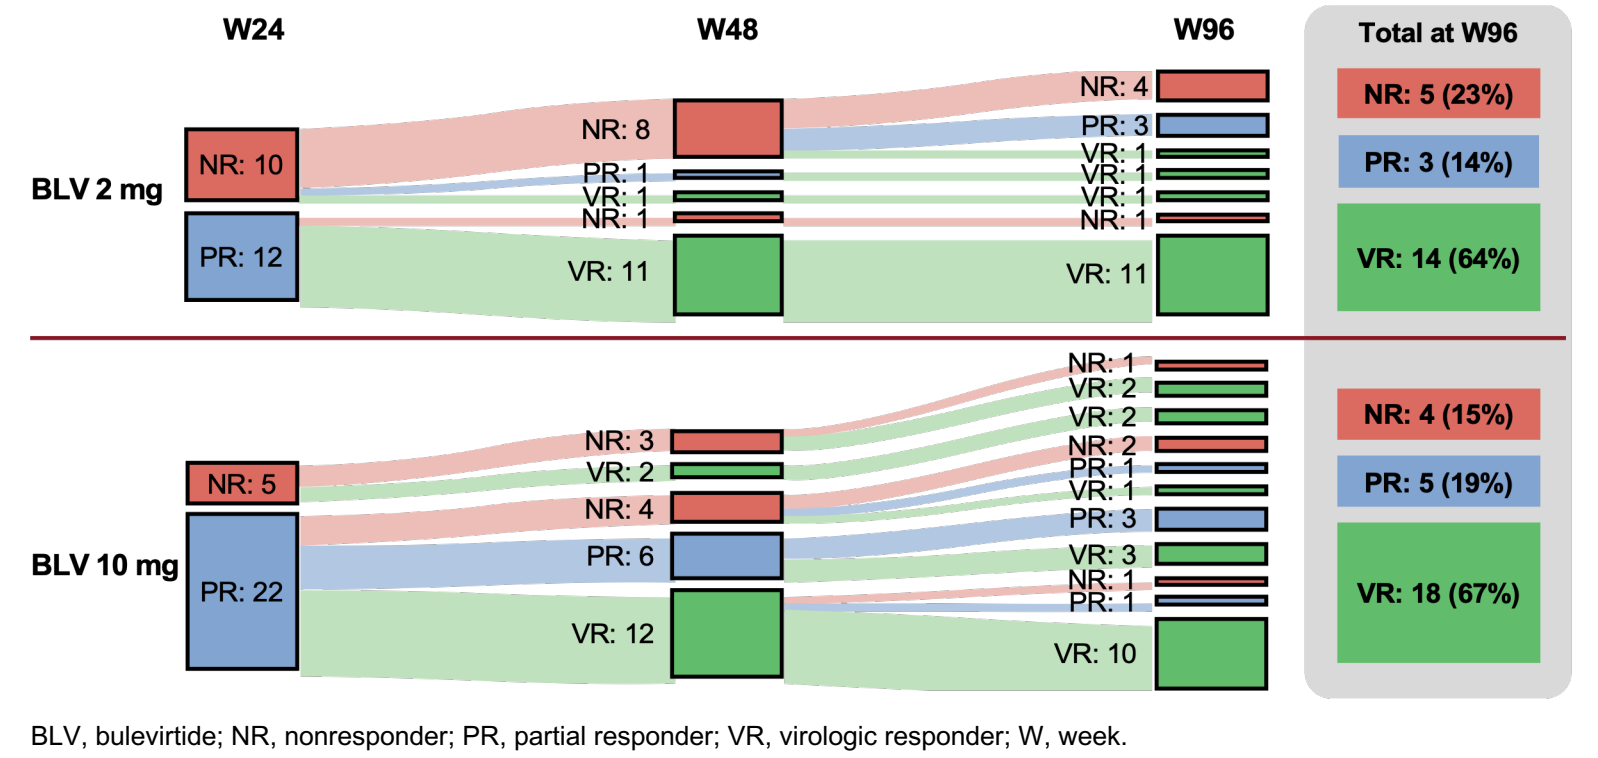 W24 W48 W96 Total at W96
BLV 2 mg
NR: 10
PR: 12
NR: 8
PR: 1
VR: 1
NR: 1
VR: 11
NR: 4
PR: 3
VR: 1
VR: 1
VR: 1
NR: 1
VR: 11
NR: 5 (23%)
PR: 3 (14%)
VR: 14 (64%)
BLV 10 mg
NR: 5
PR: 22
NR: 3
VR: 2
NR: 4
PR: 6
VR: 12
NR: 1
VR: 2
VR: 2
NR: 2
PR: 1
VR: 1
PR: 3
VR: 3
NR: 1
PR: 1
VR: 10
NR: 4 (15%)
PR: 5 (19%)
VR: 18 (67%)
BLV, bulevirtide; NR, nonresponder; PR, partial responder; VR, virologic responder; W, week.